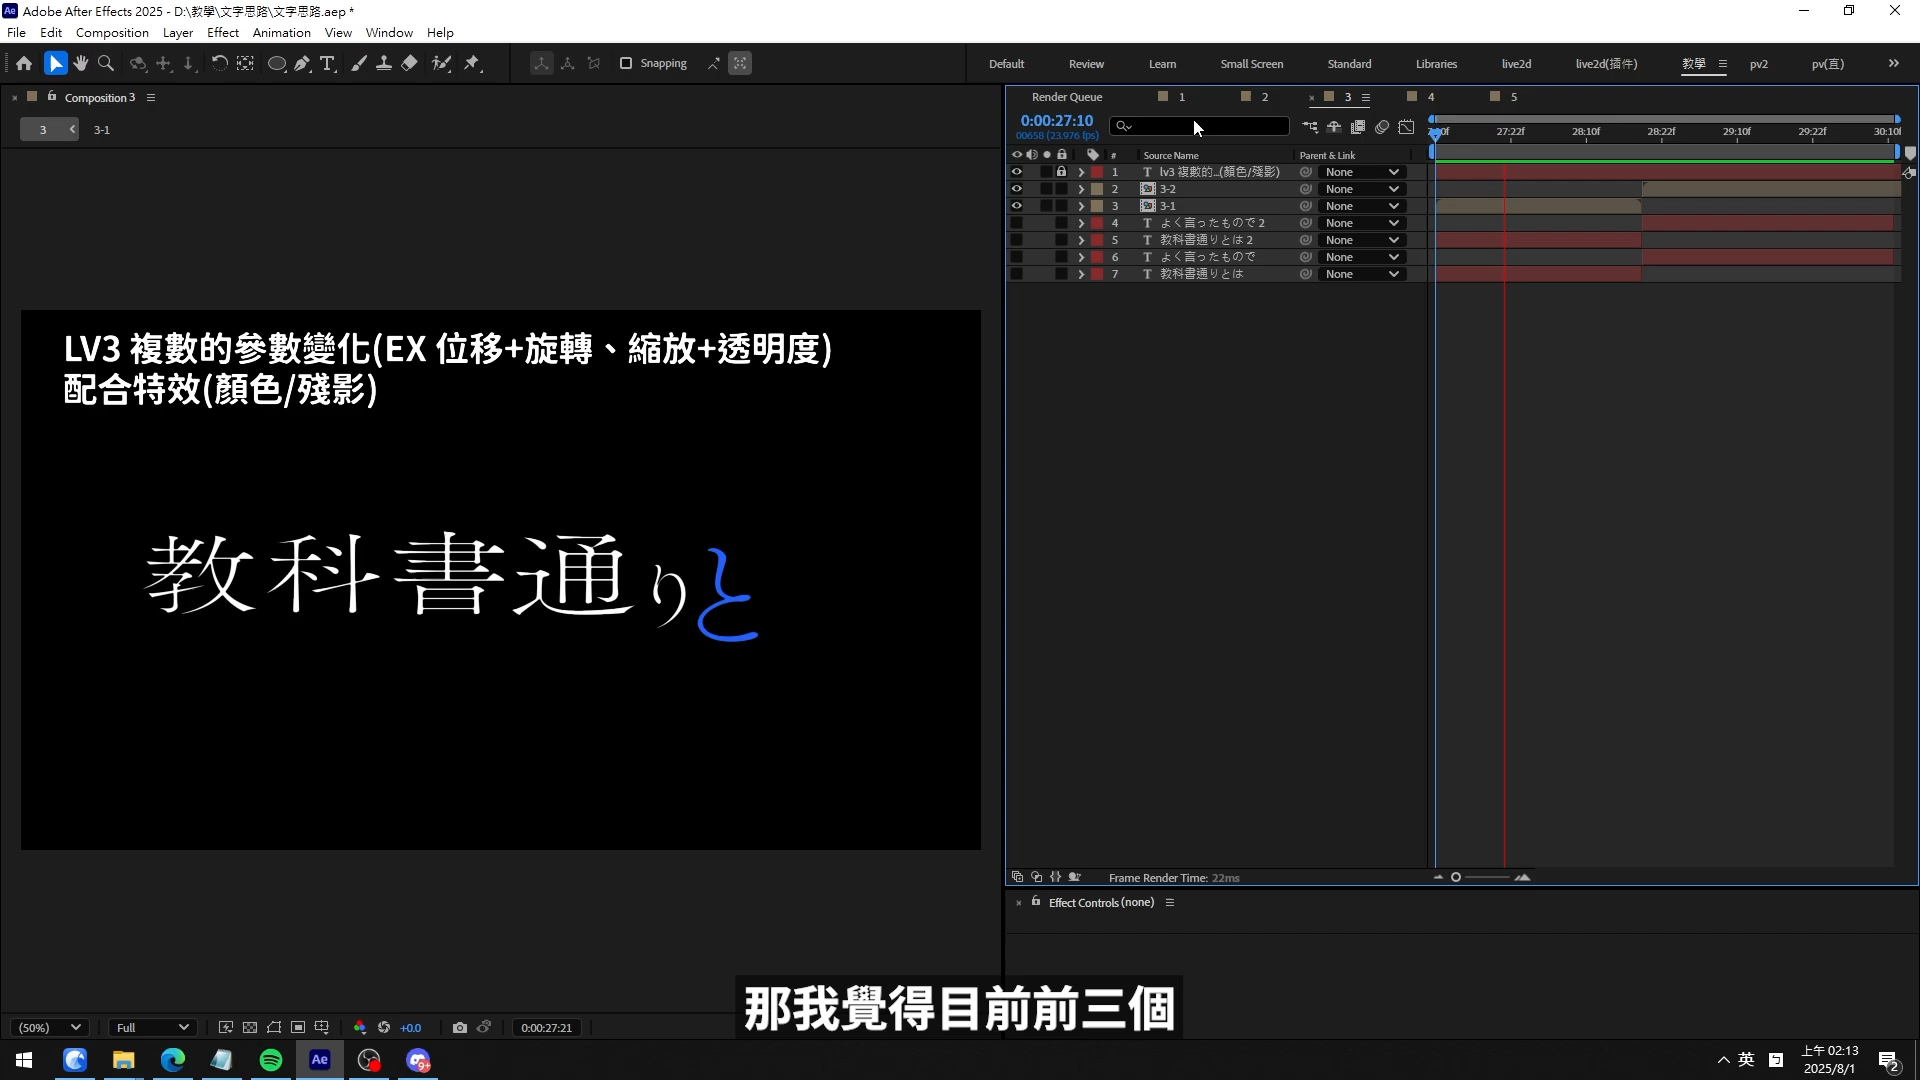 Adobe After Effects 2025 - D:\教學\文字思路\文字思路.aep *
File Edit Composition Layer Effect Animation View Window Help
Snapping
Default Review Learn Small Screen Standard Libraries live2d live2d(插件) 教學 pv2 pv(直)
Composition 3
3 3-1
LV3 複數的參數變化(EX 位移+旋轉、縮放+透明度)
配合特效(顏色/殘影)
教科書通りと
(50%) Full +0.0 0:00:27:21
Render Queue 1 2 3 4 5
0:00:27:10
00658 (23.976 fps)
27:22f 28:10f 28:22f 29:10f 29:22f 30:10f
# Source Name Parent & Link
1 T lv3 複數的...(顏色/殘影) None
2 3-2 None
3 3-1 None
4 T よく言ったもので 2 None
5 T 教科書通りとは 2 None
6 T よく言ったもので None
7 T 教科書通りとは None
Frame Render Time: 22ms
Effect Controls (none)
那我覺得目前前三個
Ae
9+
英
上午 02:13
2025/8/1
2